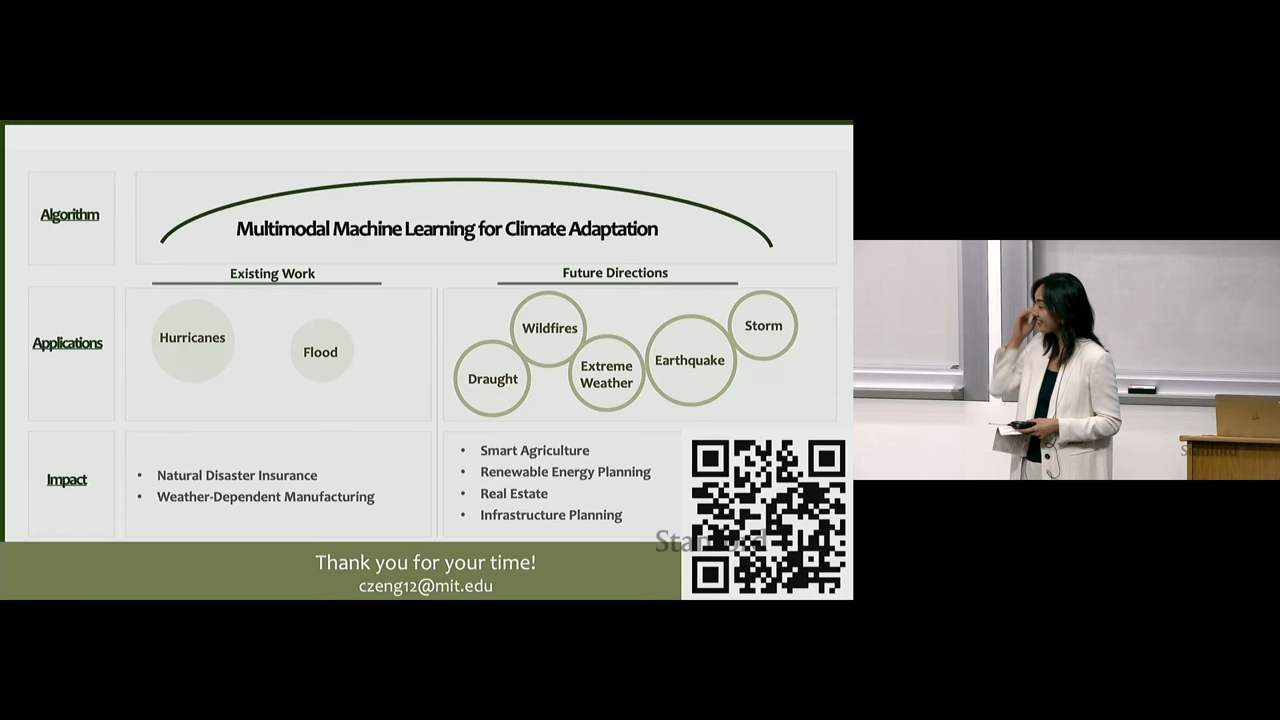 Algorithm
Multimodal Machine Learning for Climate Adaptation
Existing Work
Future Directions
Applications
Hurricanes
Flood
Draught
Wildfires
Extreme
Weather
Earthquake
Storm
Impact
• Natural Disaster Insurance
• Weather-Dependent Manufacturing
• Smart Agriculture
• Renewable Energy Planning
• Real Estate
• Infrastructure Planning
Thank you for your time!
czeng12@mit.edu
Stanford
Stanford